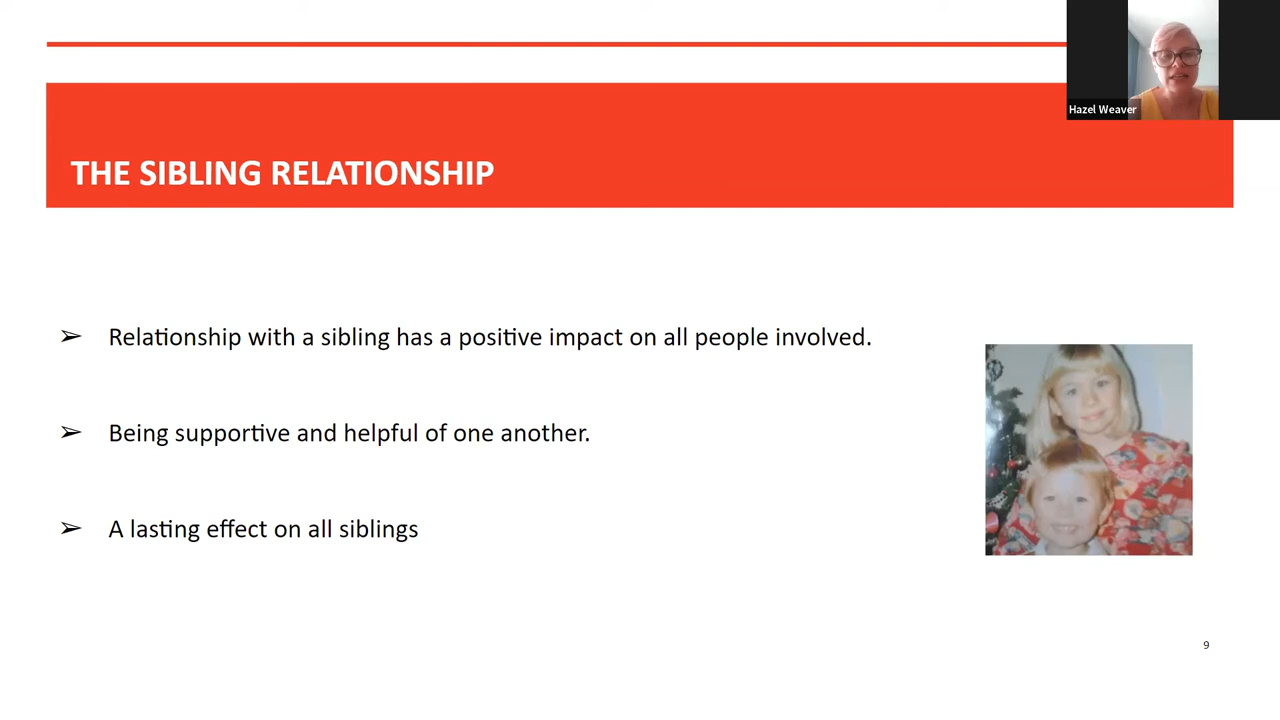 Hazel Weaver
THE SIBLING RELATIONSHIP
➢ Relationship with a sibling has a positive impact on all people involved.
➢ Being supportive and helpful of one another.
➢ A lasting effect on all siblings
9